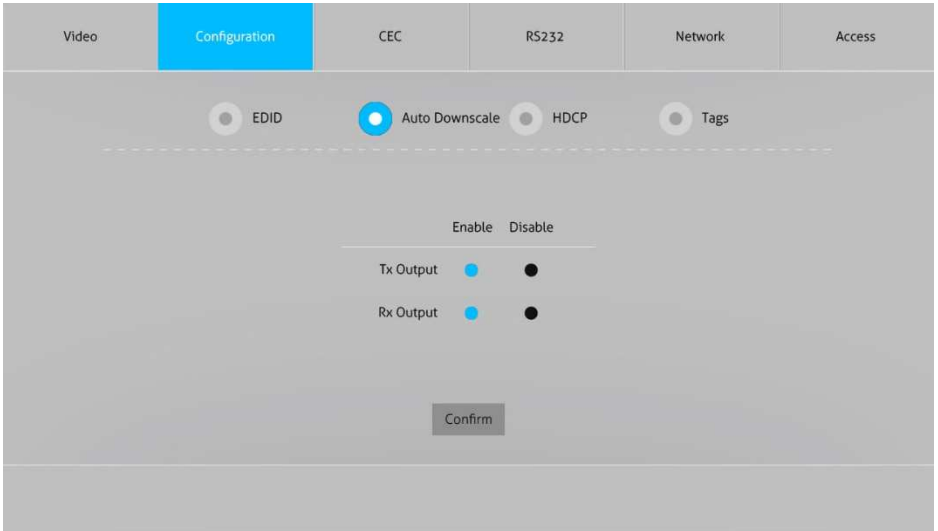 Video Configuration CEC RS232 Network Access
EDID Auto Downscale HDCP Tags
Enable Disable
Tx Output
Rx Output
Confirm